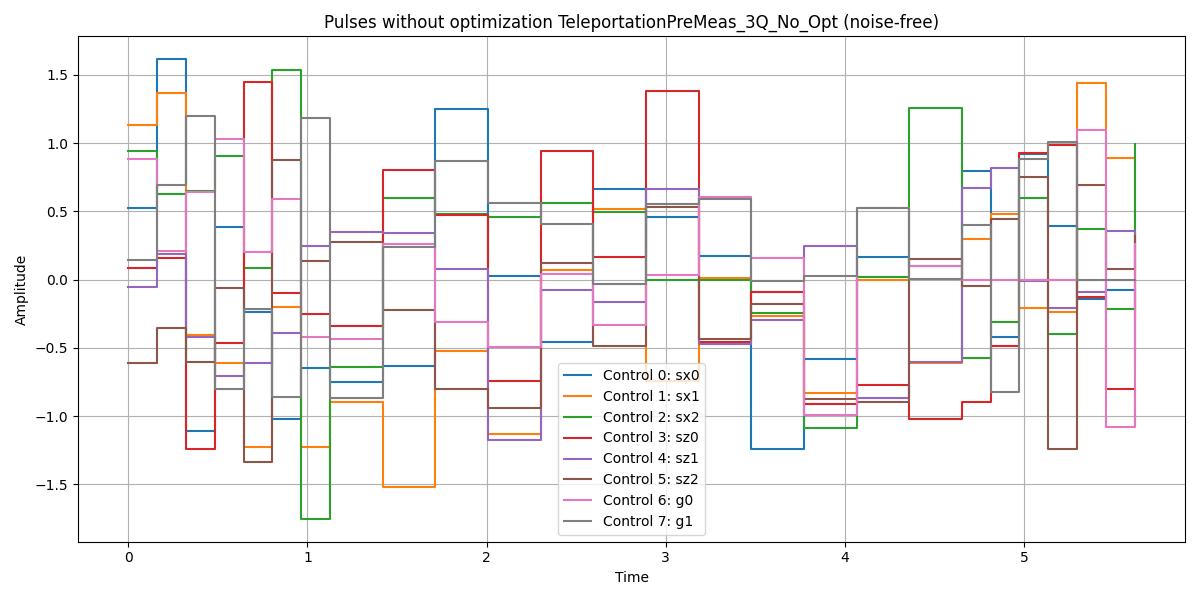 Pulses without optimization TeleportationPreMeas_3Q_No_Opt (noise-free)
Amplitude
1.5
1.0
0.5
0.0
−0.5
−1.0
−1.5
Control 0: sx0
Control 1: sx1
Control 2: sx2
Control 3: sz0
Control 4: sz1
Control 5: sz2
Control 6: g0
Control 7: g1
0 1 2 3 4 5
Time